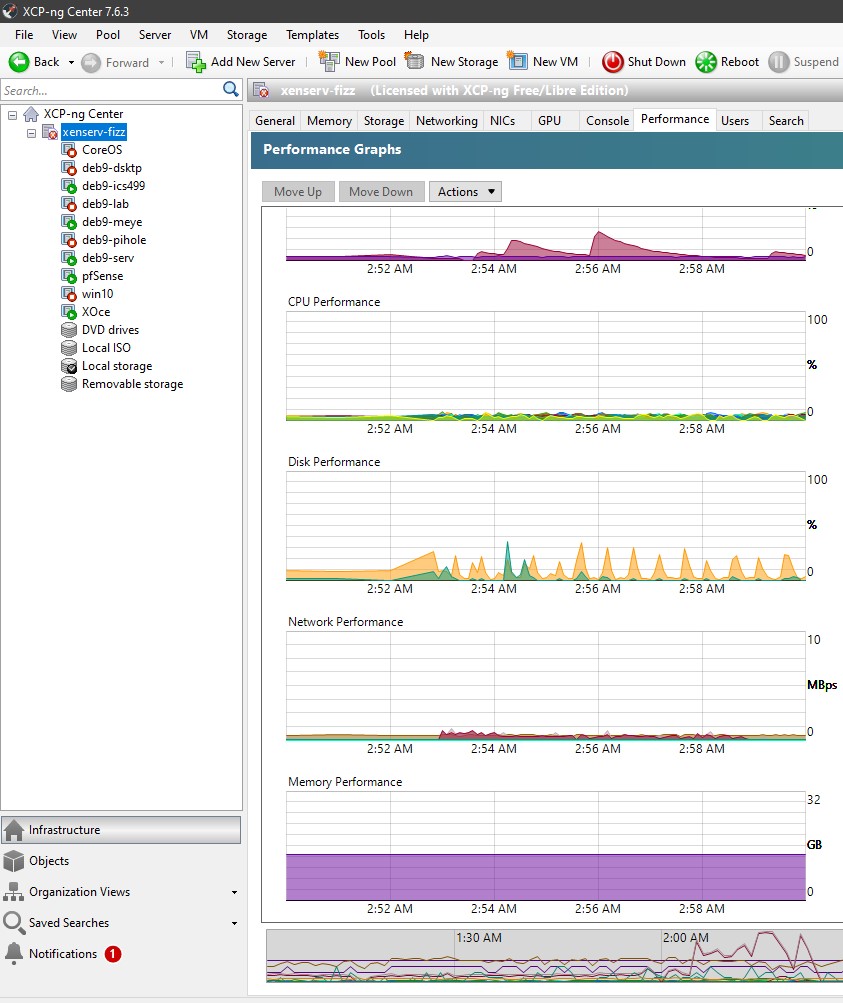 XCP-ng Center 7.6.3
File View Pool Server VM Storage Templates Tools Help
Back Forward Add New Server New Pool New Storage New VM Shut Down Reboot Suspend
Search...
xenserv-fizz (Licensed with XCP-ng Free/Libre Edition)
XCP-ng Center
xenserv-fizz
CoreOS
deb9-dsktp
deb9-ics499
deb9-lab
deb9-meye
deb9-pihole
deb9-serv
pfSense
win10
XOce
DVD drives
Local ISO
Local storage
Removable storage
Infrastructure
Objects
Organization Views
Saved Searches
Notifications 1
General Memory Storage Networking NICs GPU Console Performance Users Search
Performance Graphs
Move Up Move Down Actions
0
2:52 AM 2:54 AM 2:56 AM 2:58 AM
CPU Performance
100
%
0
2:52 AM 2:54 AM 2:56 AM 2:58 AM
Disk Performance
100
%
0
2:52 AM 2:54 AM 2:56 AM 2:58 AM
Network Performance
10
MBps
0
2:52 AM 2:54 AM 2:56 AM 2:58 AM
Memory Performance
32
GB
0
2:52 AM 2:54 AM 2:56 AM 2:58 AM
1:30 AM 2:00 AM